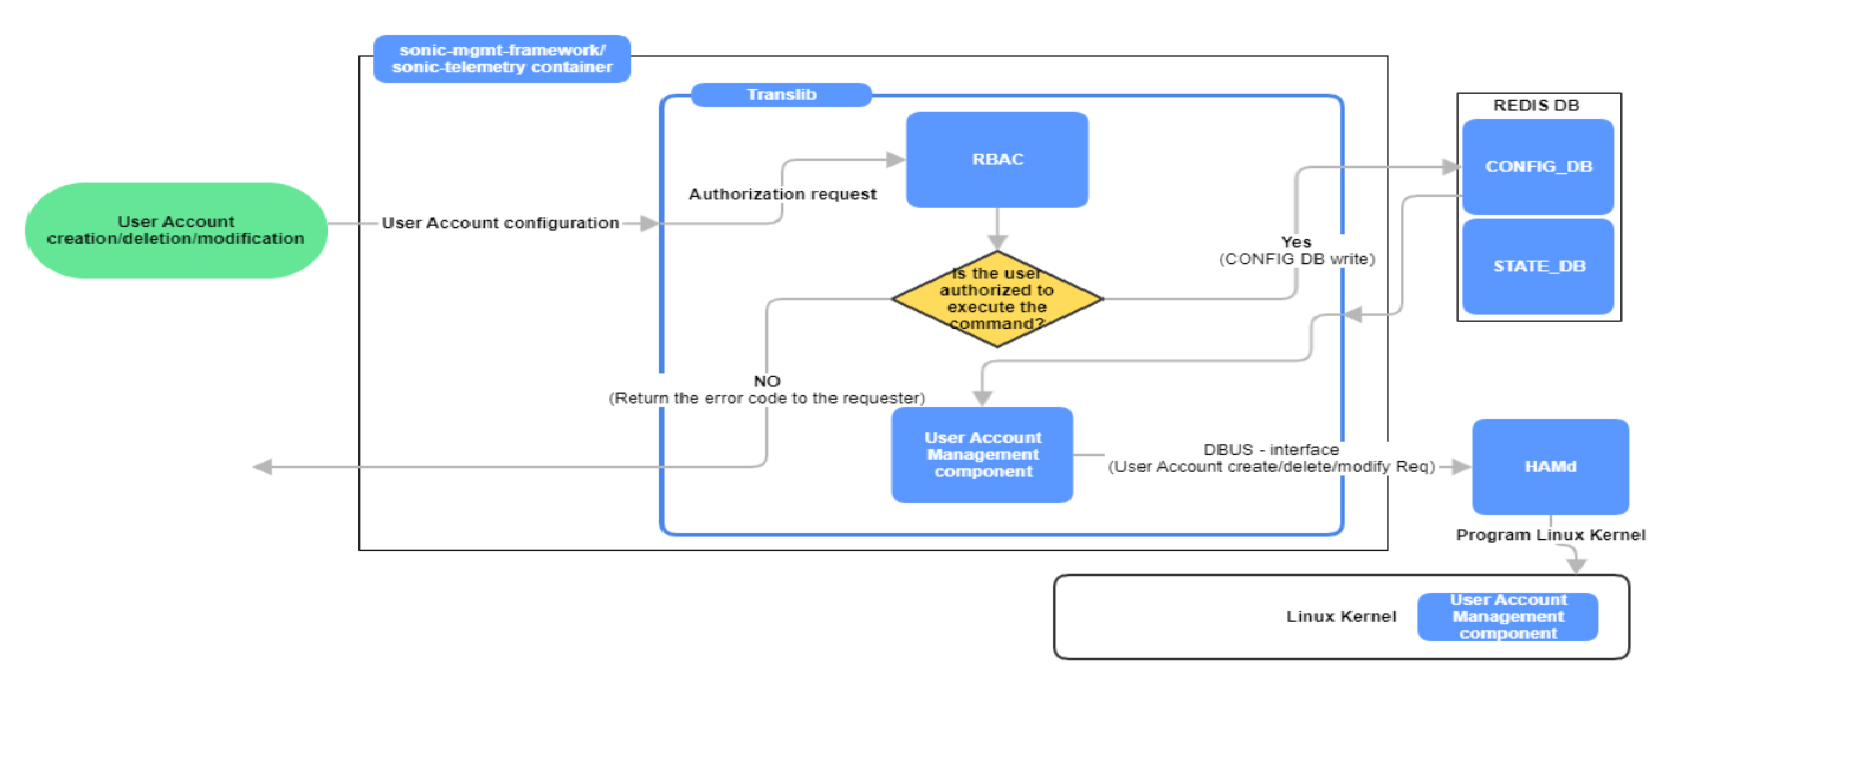 sonic-mgmt-framework/
sonic-telemetry container
Translib
REDIS DB
RBAC
CONFIG_DB
Authorization request
User Account
creation/deletion/modification
User Account configuration
Yes
(CONFIG DB write)
STATE_DB
Is the user
authorized to
execute the
command?
NO
(Return the error code to the requester)
User Account
Management
component
DBUS - interface
(User Account create/delete/modify Req)
HAMd
Program Linux Kernel
Linux Kernel
User Account
Management
component